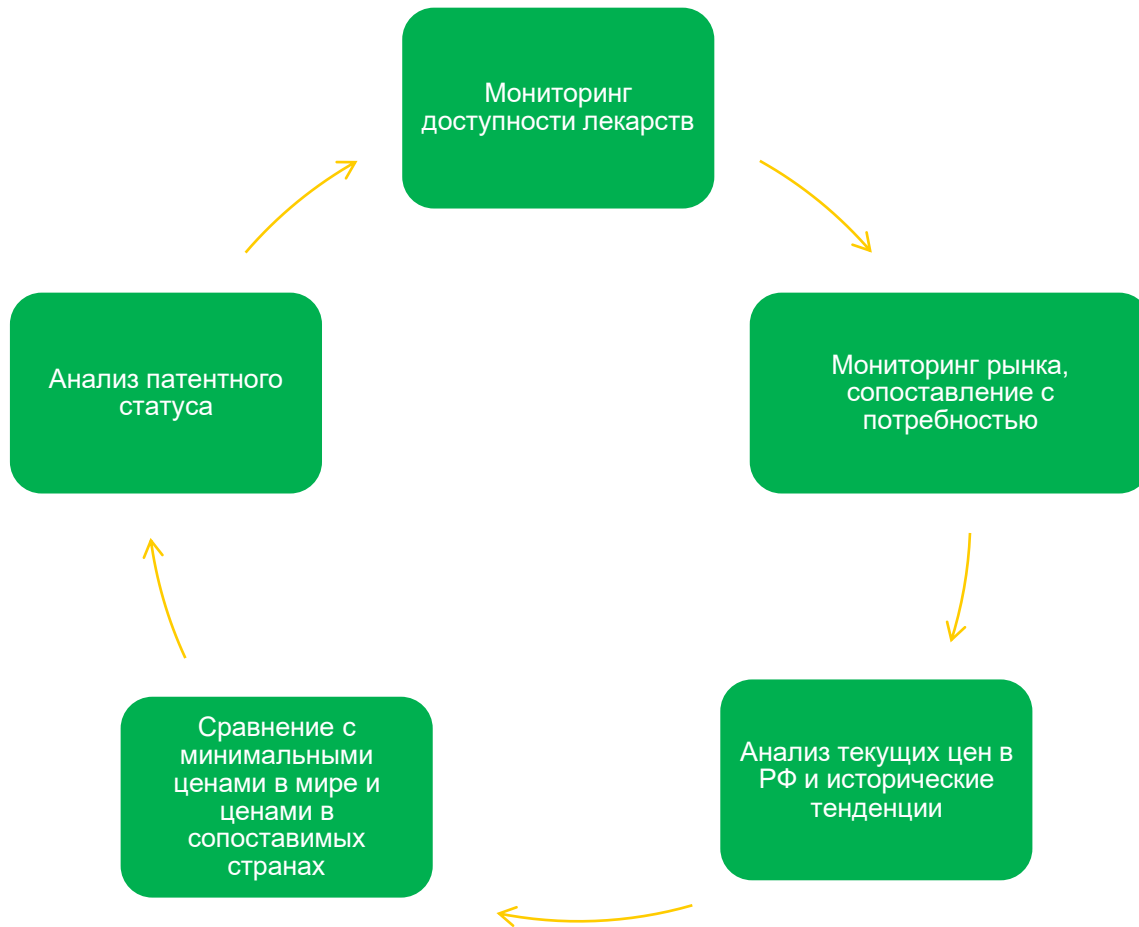 Мониторинг
доступности лекарств
Мониторинг рынка,
сопоставление с
потребностью
Анализ текущих цен в
РФ и исторические
тенденции
Сравнение с
минимальными
ценами в мире и
ценами в
сопоставимых
странах
Анализ патентного
статуса